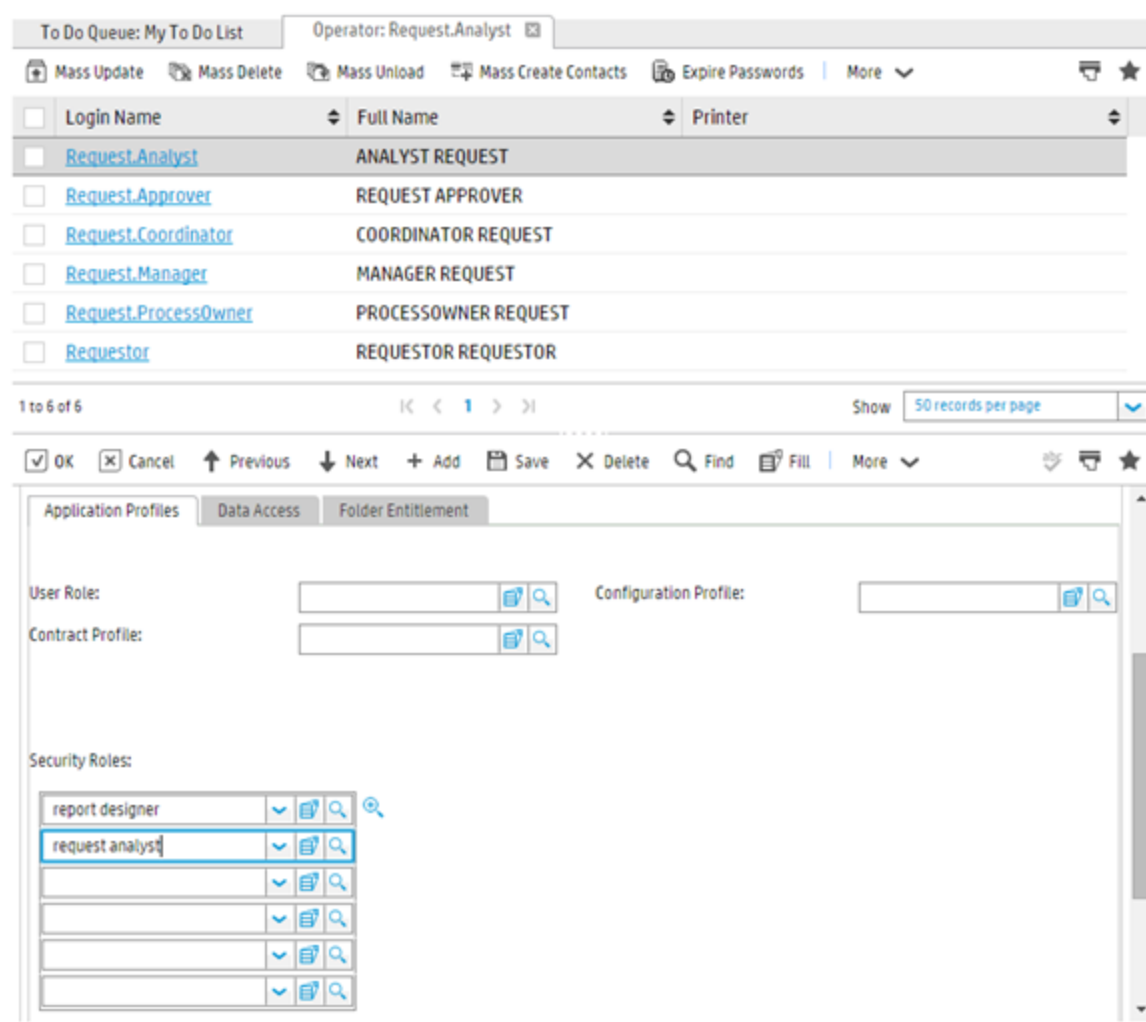 To Do Queue: My To Do List Operator: Request.Analyst
Mass Update Mass Delete Mass Unload Mass Create Contacts Expire Passwords More
Login Name Full Name Printer
Request.Analyst ANALYST REQUEST
Request.Approver REQUEST APPROVER
Request.Coordinator COORDINATOR REQUEST
Request.Manager MANAGER REQUEST
Request.ProcessOwner PROCESSOWNER REQUEST
Requestor REQUESTOR REQUESTOR
1 to 6 of 6 1 Show 50 records per page
OK Cancel Previous Next Add Save Delete Find Fill More
Application Profiles Data Access Folder Entitlement
User Role: Configuration Profile:
Contract Profile:
Security Roles:
report designer
request analyst